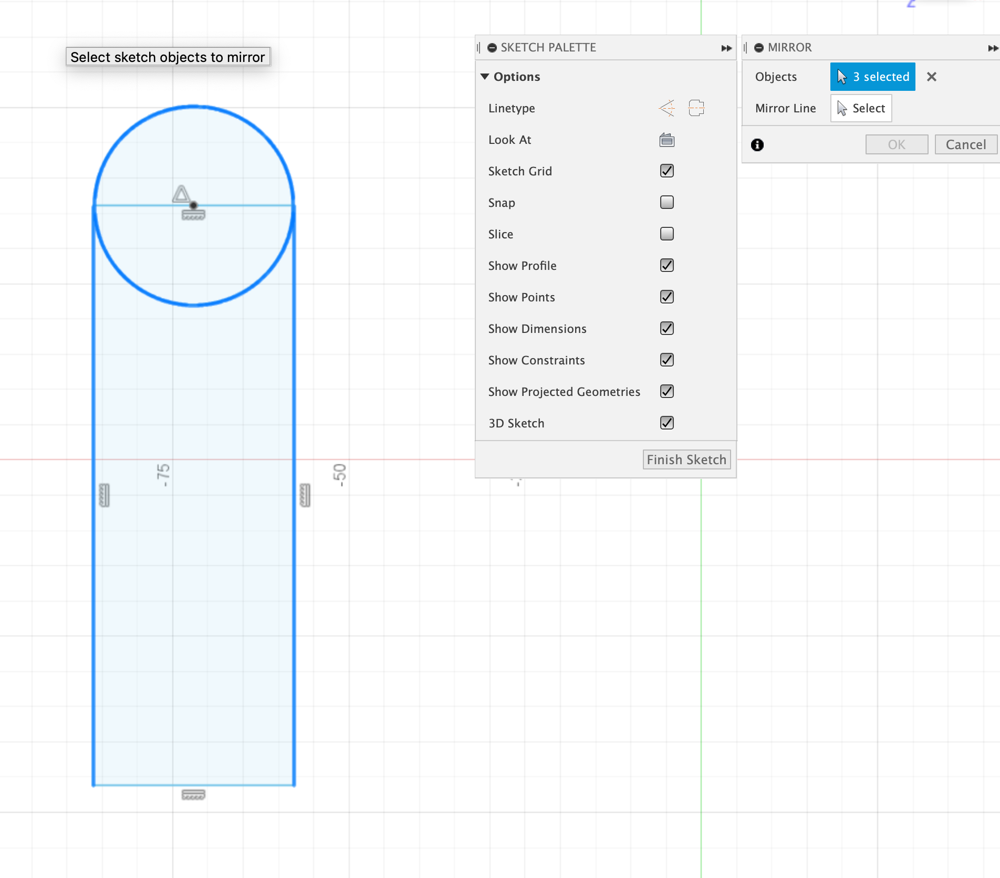 Select sketch objects to mirror
SKETCH PALETTE
Options
Linetype
Look At
Sketch Grid
Snap
Slice
Show Profile
Show Points
Show Dimensions
Show Constraints
Show Projected Geometries
3D Sketch
Finish Sketch
MIRROR
Objects
3 selected
Mirror Line
Select
OK
Cancel
-75
-50
Z